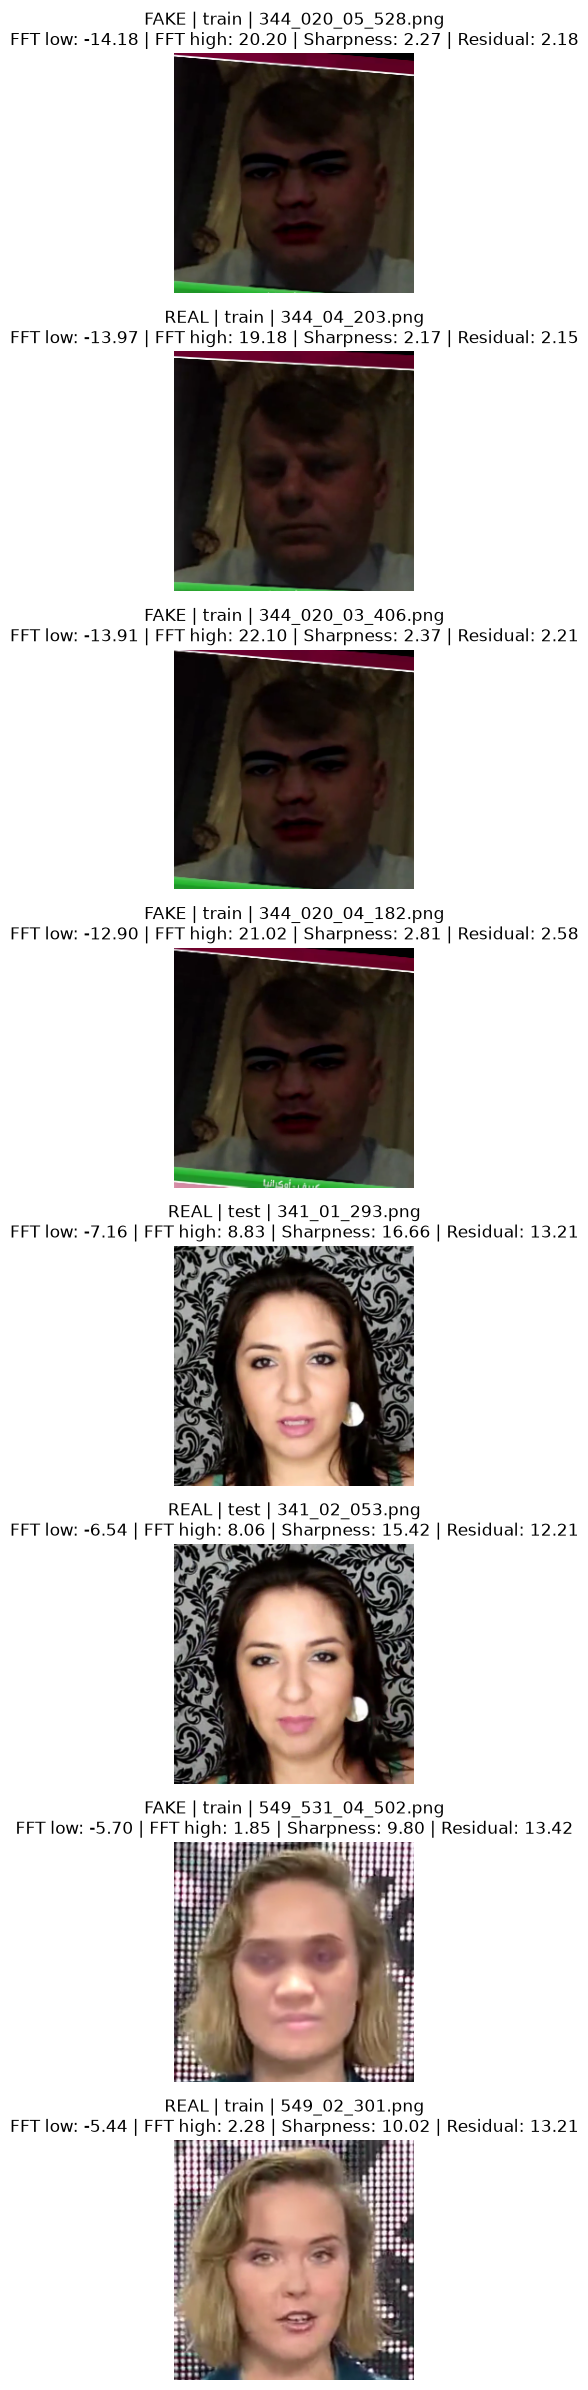 FAKE | train | 344_020_05_528.png
FFT low: -14.18 | FFT high: 20.20 | Sharpness: 2.27 | Residual: 2.18
REAL | train | 344_04_203.png
FFT low: -13.97 | FFT high: 19.18 | Sharpness: 2.17 | Residual: 2.15
FAKE | train | 344_020_03_406.png
FFT low: -13.91 | FFT high: 22.10 | Sharpness: 2.37 | Residual: 2.21
FAKE | train | 344_020_04_182.png
FFT low: -12.90 | FFT high: 21.02 | Sharpness: 2.81 | Residual: 2.58
REAL | test | 341_01_293.png
FFT low: -7.16 | FFT high: 8.83 | Sharpness: 16.66 | Residual: 13.21
REAL | test | 341_02_053.png
FFT low: -6.54 | FFT high: 8.06 | Sharpness: 15.42 | Residual: 12.21
FAKE | train | 549_531_04_502.png
FFT low: -5.70 | FFT high: 1.85 | Sharpness: 9.80 | Residual: 13.42
REAL | train | 549_02_301.png
FFT low: -5.44 | FFT high: 2.28 | Sharpness: 10.02 | Residual: 13.21